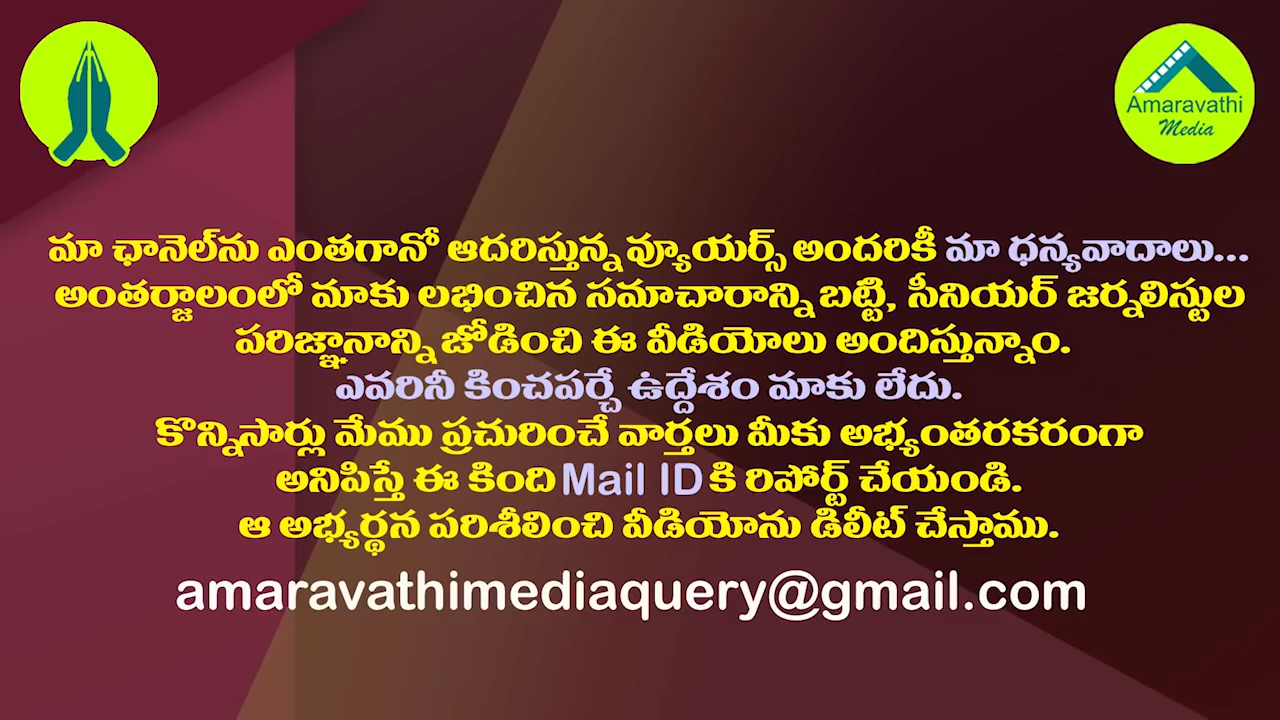 Amaravathi
Media
మా ఛానెల్‌ను ఎంతగానో ఆదరిస్తున్న వ్యూయర్స్ అందరికీ మా ధన్యవాదాలు...
అంతర్జాలంలో మాకు లభించిన సమాచారాన్ని బట్టి, సీనియర్ జర్నలిస్టుల
పరిజ్ఞానాన్ని జోడించి ఈ వీడియోలు అందిస్తున్నాం.
ఎవరినీ కించపర్చే ఉద్దేశం మాకు లేదు.
కొన్నిసార్లు మేము ప్రచురించే వార్తలు మీకు అభ్యంతరకరంగా
అనిపిస్తే ఈ కింది Mail ID కి రిపోర్ట్ చేయండి.
ఆ అభ్యర్థన పరిశీలించి వీడియోను డిలీట్ చేస్తాము.
amaravathimediaquery@gmail.com